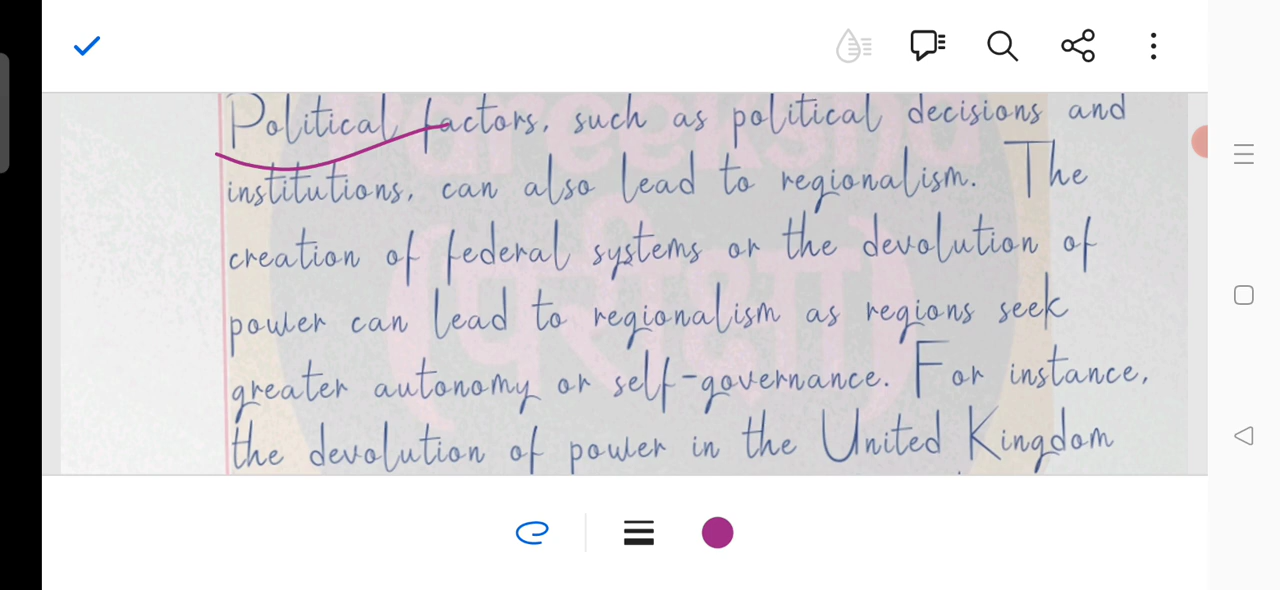 Political factors, such as political decisions and
institutions, can also lead to regionalism. The
creation of federal systems or the devolution of
power can lead to regionalism as regions seek
greater autonomy or self-governance. For instance,
the devolution of power in the United Kingdom
Pareeksha
(परीक्षा)